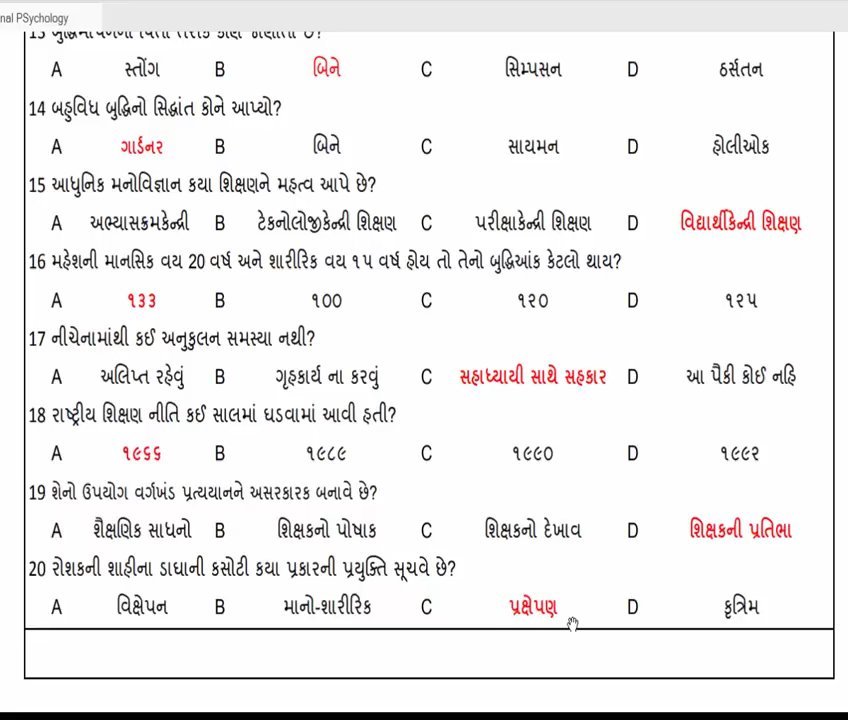 nal PSychology
A સ્તોંગ B બિને C સિમ્પસન D ઠર્સતન
14 બહુવિધ બુદ્ધિનો સિદ્ધાંત કોને આપ્યો?
A ગાર્ડનર B બિને C સાયમન D હોલીઓક
15 આધુનિક મનોવિજ્ઞાન કયા શિક્ષણને મહત્વ આપે છે?
A અભ્યાસક્રમકેન્દ્રી B ટેકનોલોજીકેન્દ્રી શિક્ષણ C પરીક્ષાકેન્દ્રી શિક્ષણ D વિદ્યાર્થીકેન્દ્રી શિક્ષણ
16 મહેશની માનસિક વય 20 વર્ષ અને શારીરિક વય ૧૫ વર્ષ હોય તો તેનો બુદ્ધિઆંક કેટલો થાય?
A ૧૩૩ B ૧૦૦ C ૧૨૦ D ૧૨૫
17 નીચેનામાંથી કઈ અનુકુલન સમસ્યા નથી?
A અલિપ્ત રહેવું B ગૃહકાર્ય ના કરવું C સહાધ્યાયી સાથે સહકાર D આ પૈકી કોઈ નહિ
18 રાષ્ટ્રીય શિક્ષણ નીતિ કઈ સાલમાં ઘડવામાં આવી હતી?
A ૧૯૬૬ B ૧૯૮૯ C ૧૯૯૦ D ૧૯૯૨
19 શેનો ઉપયોગ વર્ગખંડ પ્રત્યયાનને અસરકારક બનાવે છે?
A શૈક્ષણિક સાધનો B શિક્ષકનો પોષાક C શિક્ષકનો દેખાવ D શિક્ષકની પ્રતિભા
20 રોશકની શાહીના ડાઘાની કસોટી કયા પ્રકારની પ્રયુક્તિ સૂચવે છે?
A વિક્ષેપન B માનો-શારીરિક C પ્રક્ષેપણ D કૃત્રિમ